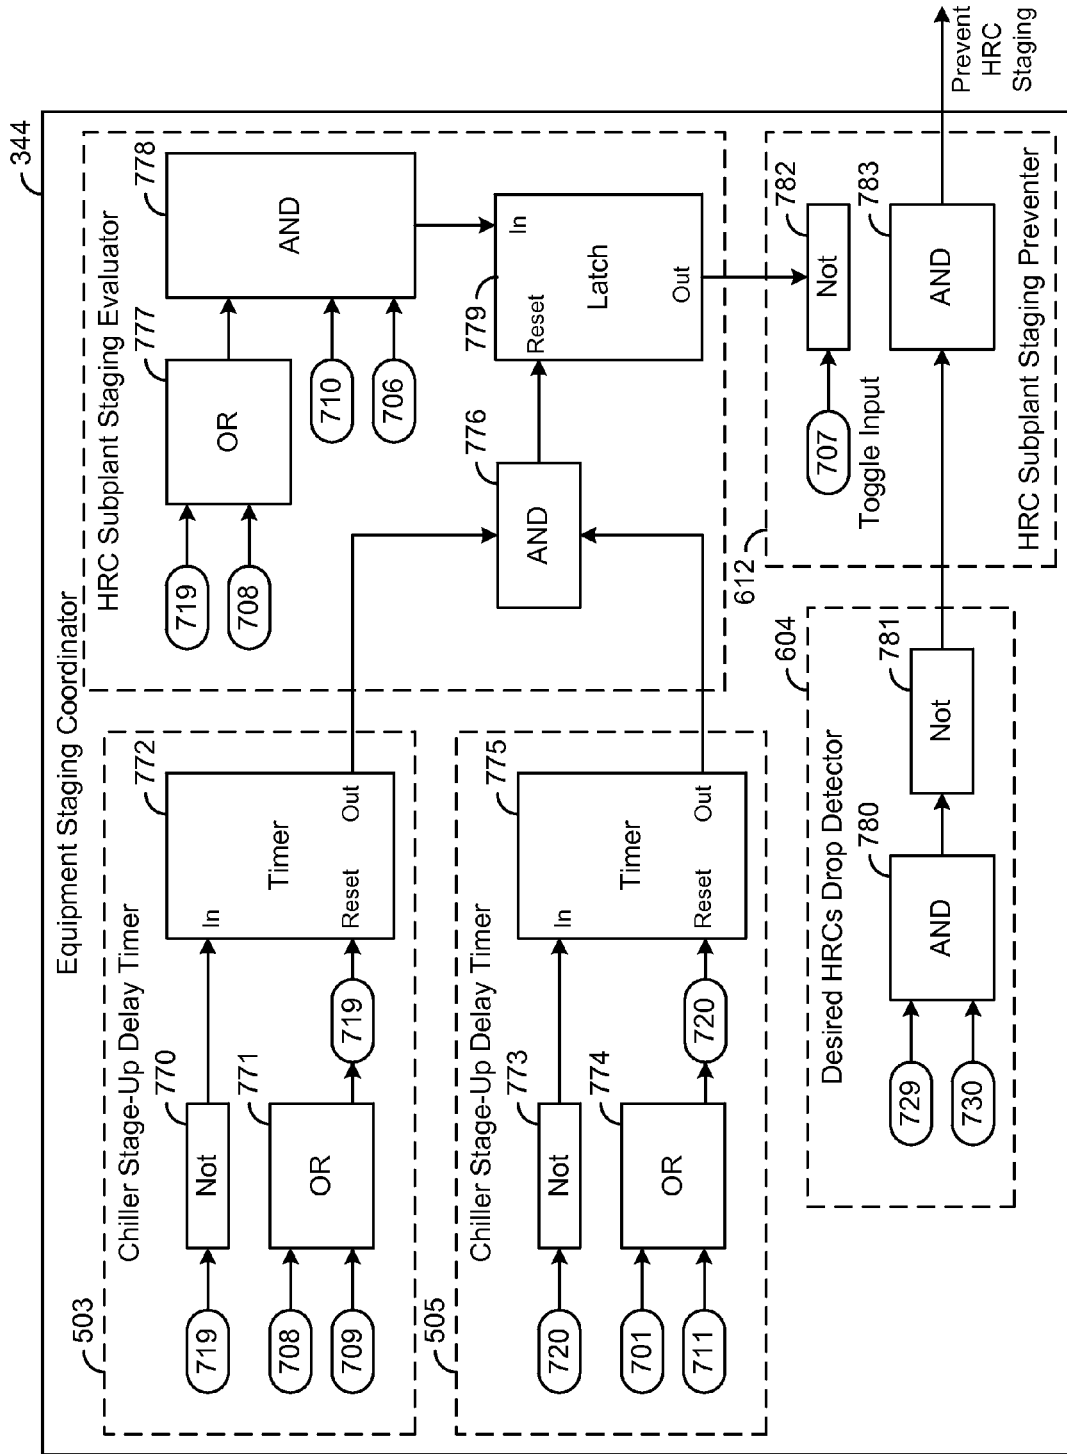 344
Equipment Staging Coordinator
503
Chiller Stage-Up Delay Timer
719
770
Not
708
709
771
OR
719
772
In
Timer
Reset
Out
505
Chiller Stage-Up Delay Timer
720
773
Not
701
711
774
OR
720
775
In
Timer
Reset
Out
HRC Subplant Staging Evaluator
719
708
777
OR
710
706
778
AND
776
AND
779
In
Reset
Latch
Out
604
Desired HRCs Drop Detector
729
730
780
AND
781
Not
612
707
Toggle Input
782
Not
783
AND
HRC Subplant Staging Preventer
Prevent
HRC
Staging